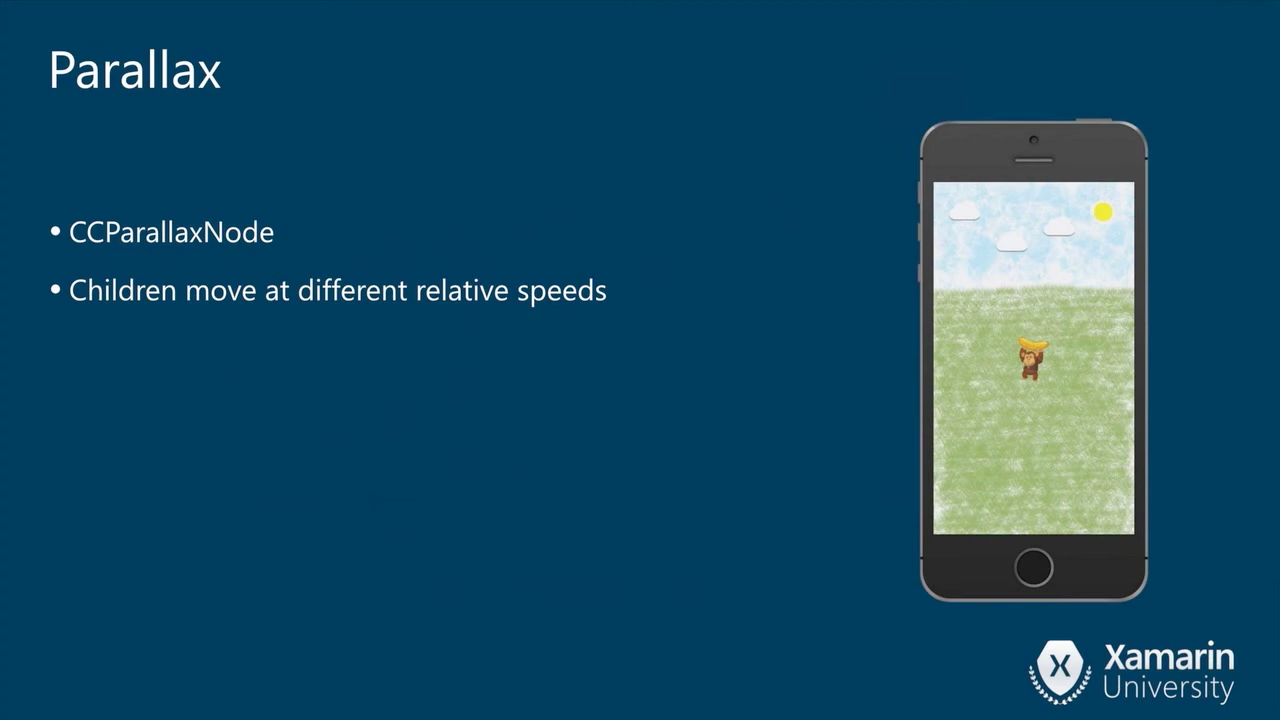 Parallax
• CCParallaxNode
• Children move at different relative speeds
X
Xamarin
University